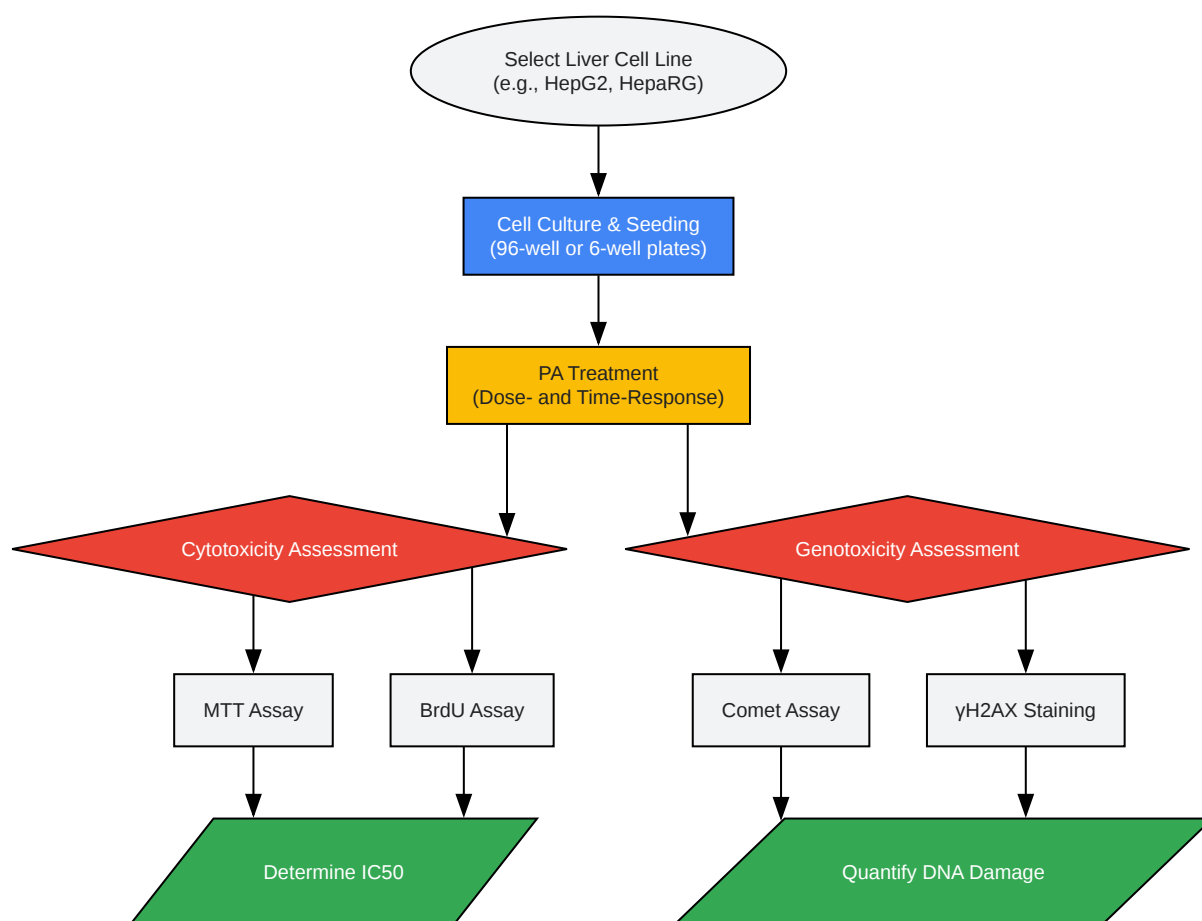 Select Liver Cell Line
(e.g., HepG2, HepaRG)
Cell Culture & Seeding
(96-well or 6-well plates)
PA Treatment
(Dose- and Time-Response)
Cytotoxicity Assessment
Genotoxicity Assessment
MTT Assay
BrdU Assay
Comet Assay
γH2AX Staining
Determine IC50
Quantify DNA Damage